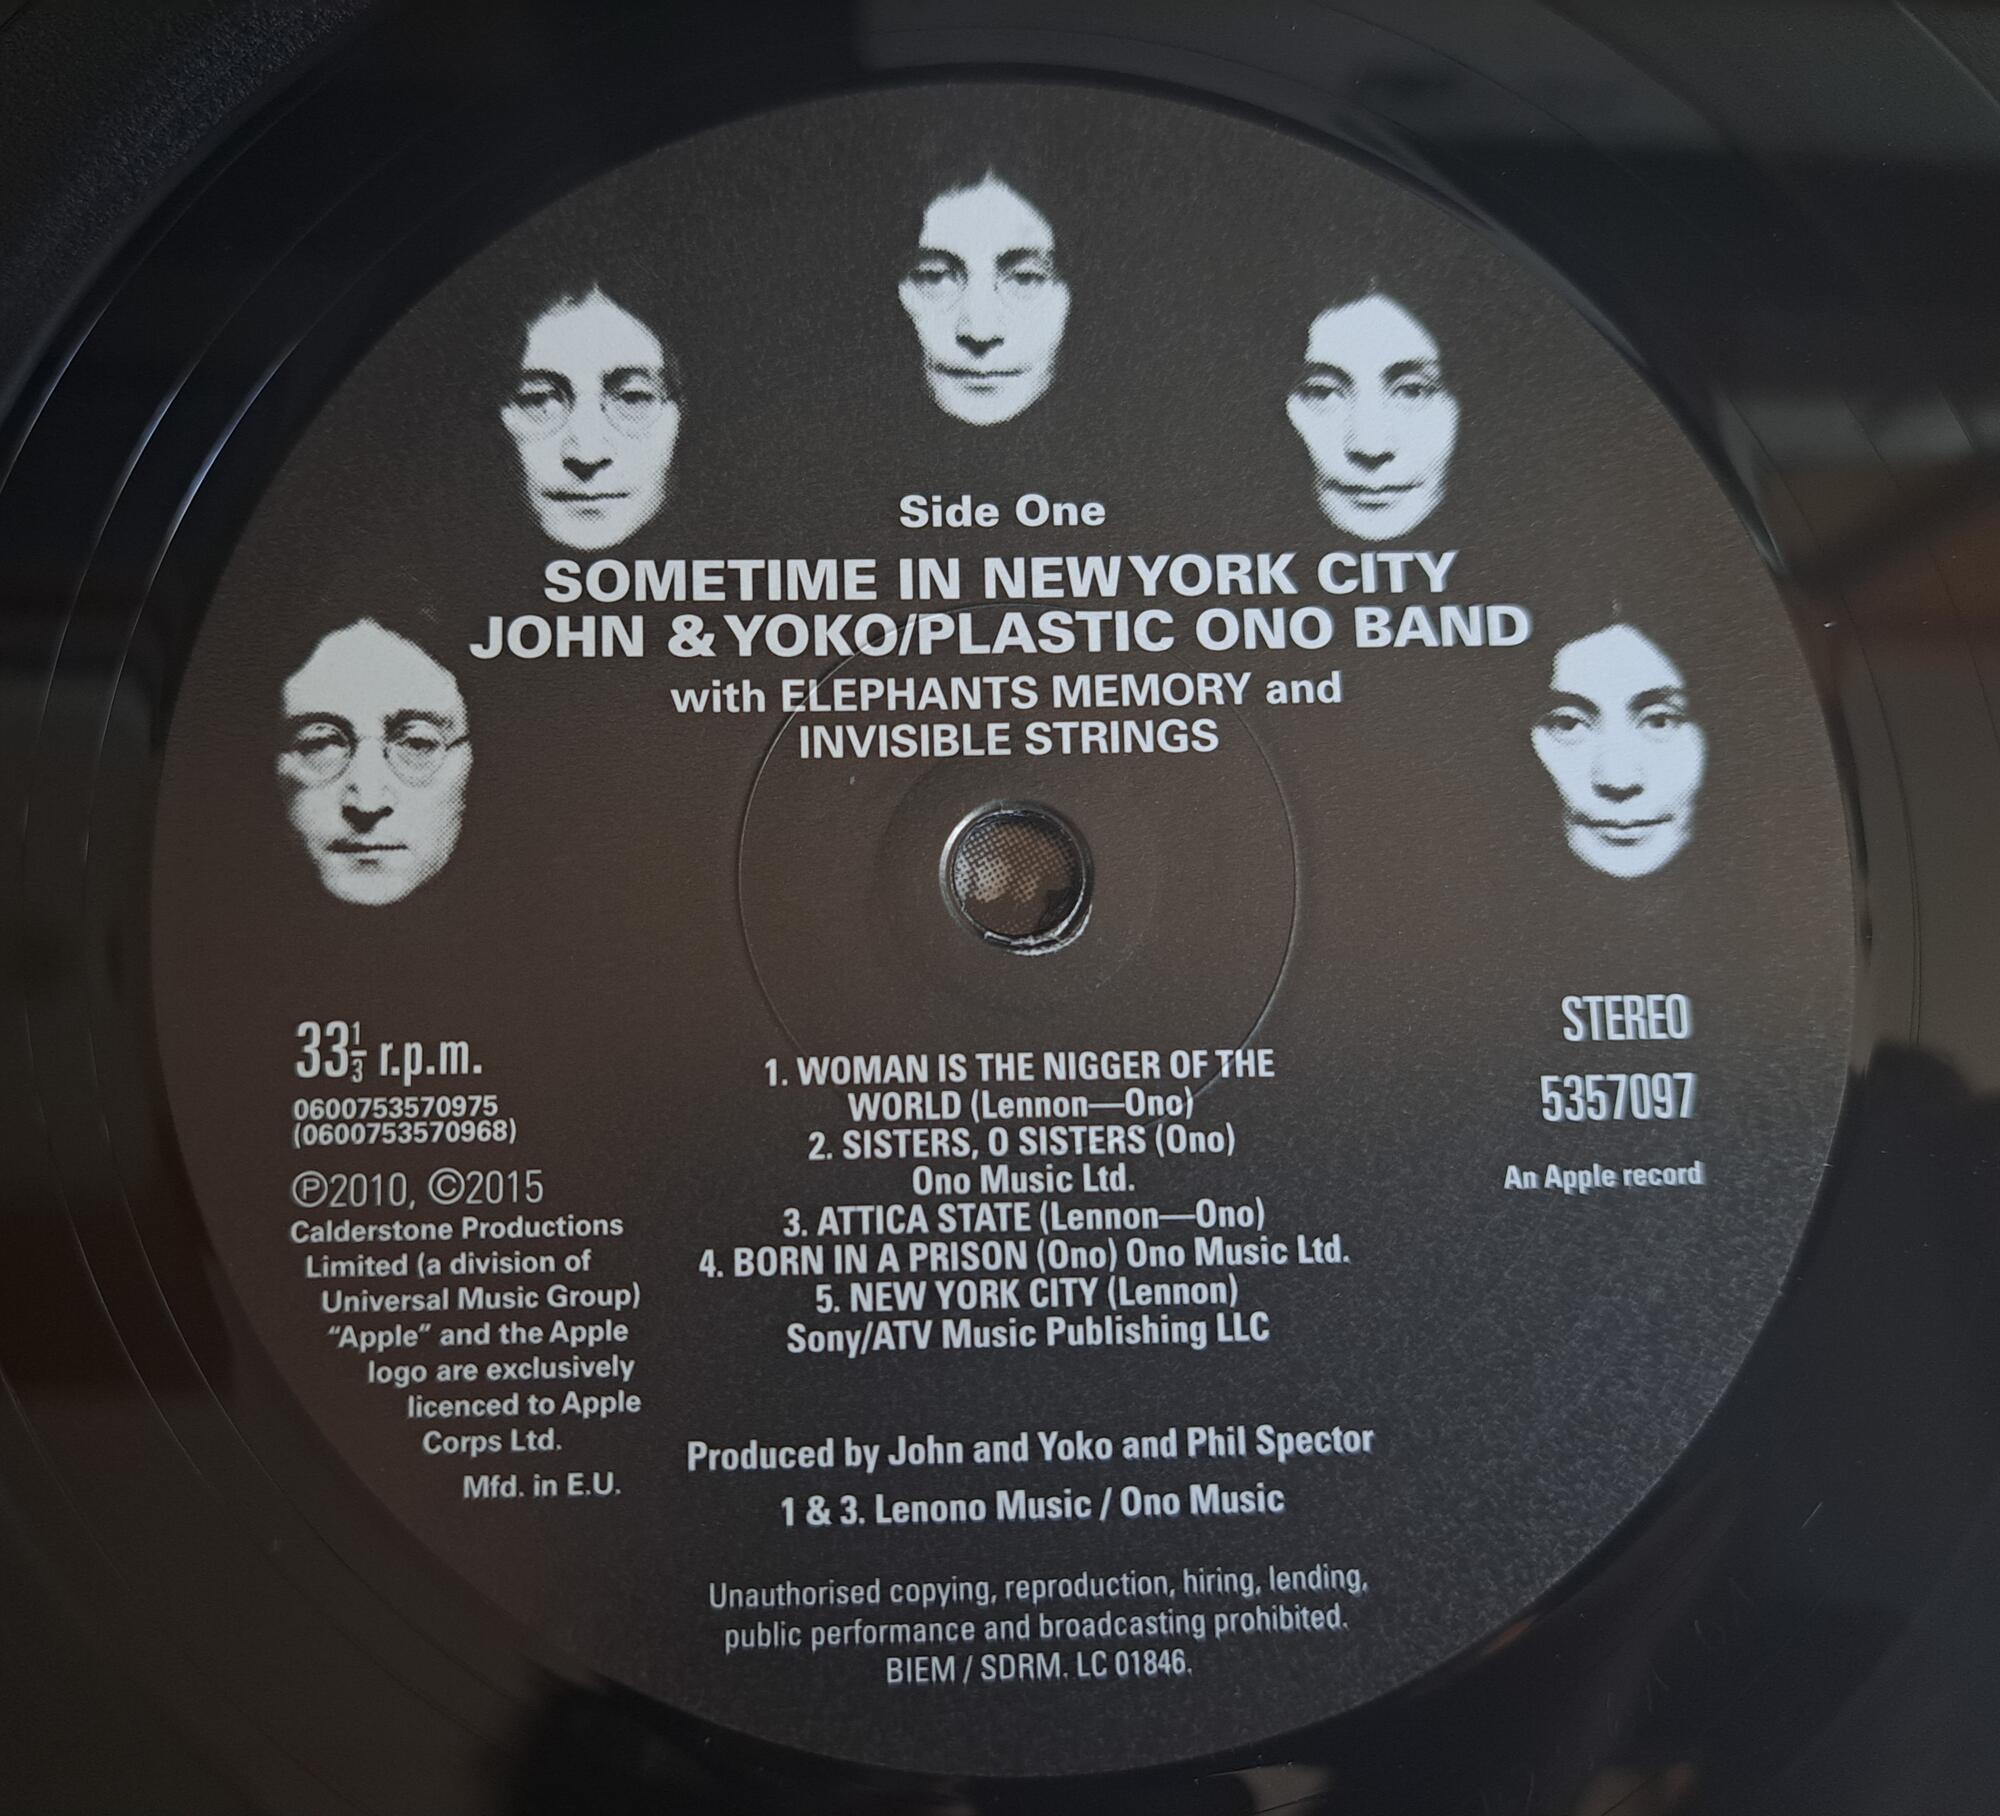 Side One
SOMETIME IN NEW YORK CITY
JOHN & YOKO/PLASTIC ONO BAND
with ELEPHANTS MEMORY and
INVISIBLE STRINGS
33⅓ r.p.m.
0600753570975
(0600753570968)
℗2010, ©2015
Calderstone Productions
Limited (a division of
Universal Music Group)
“Apple” and the Apple
logo are exclusively
licenced to Apple
Corps Ltd.
Mfd. in E.U.
1. WOMAN IS THE NIGGER OF THE
WORLD (Lennon—Ono)
2. SISTERS, O SISTERS (Ono)
Ono Music Ltd.
3. ATTICA STATE (Lennon—Ono)
4. BORN IN A PRISON (Ono) Ono Music Ltd.
5. NEW YORK CITY (Lennon)
Sony/ATV Music Publishing LLC
STEREO
5357097
An Apple record
Produced by John and Yoko and Phil Spector
1 & 3. Lenono Music / Ono Music
Unauthorised copying, reproduction, hiring, lending,
public performance and broadcasting prohibited.
BIEM / SDRM. LC 01846.